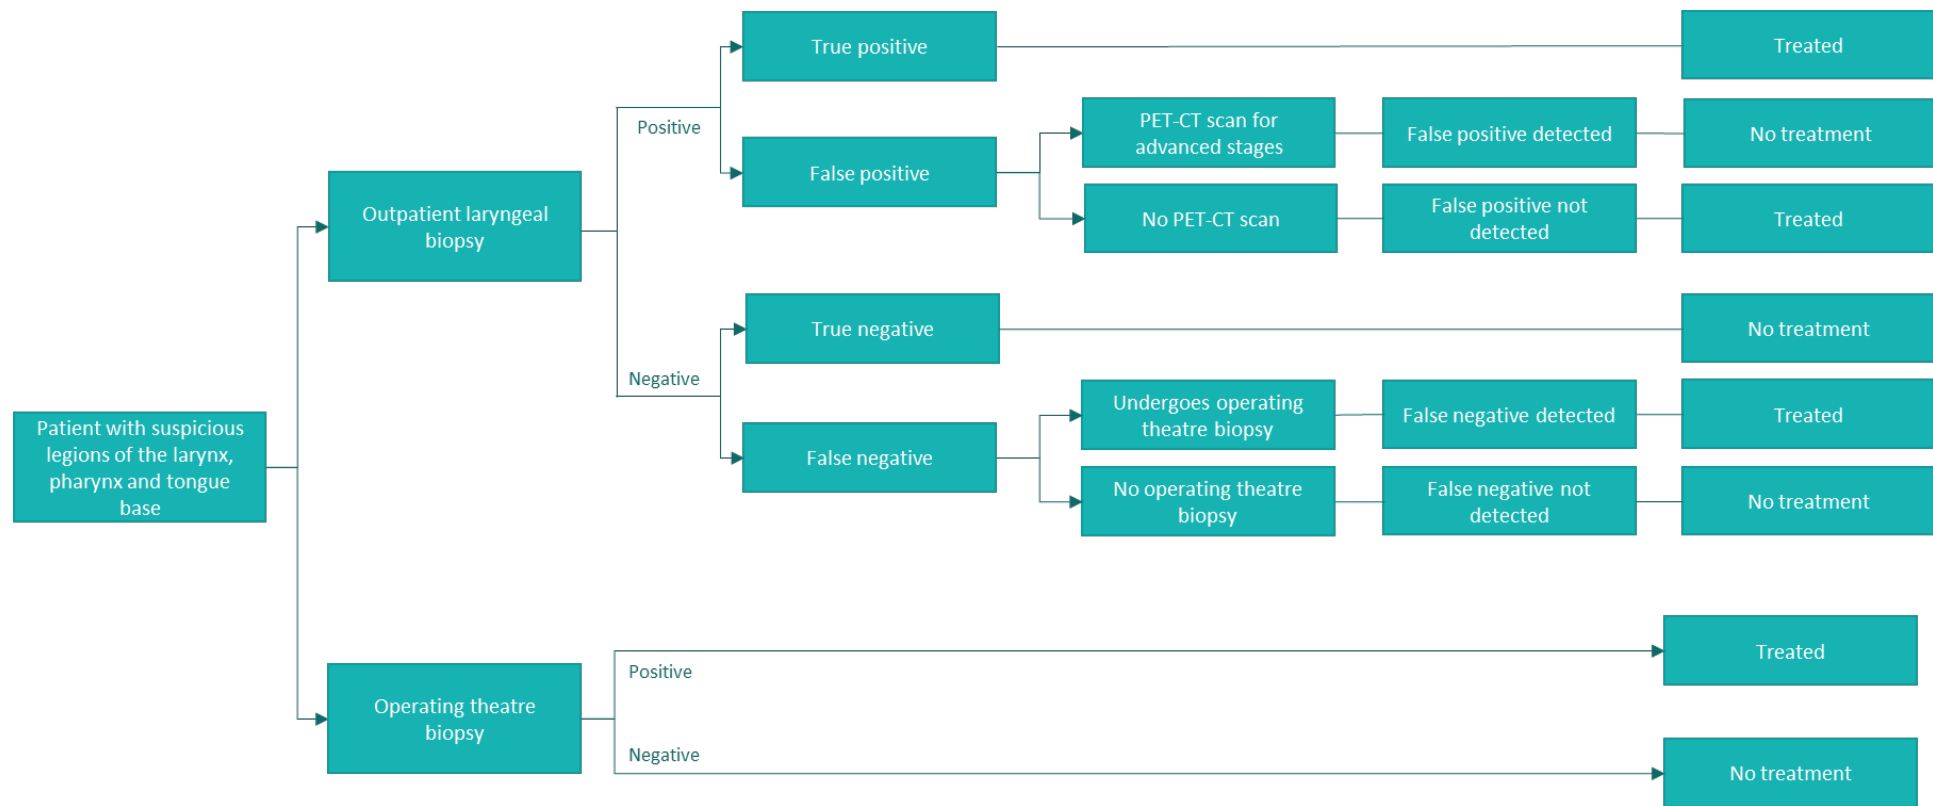 True positive
Treated
Positive
PET-CT scan for
advanced stages
False positive detected
No treatment
False positive
No PET-CT scan
False positive not
detected
Treated
Outpatient laryngeal
biopsy
True negative
No treatment
Negative
Undergoes operating
theatre biopsy
False negative detected
Treated
False negative
No operating theatre
biopsy
False negative not
detected
No treatment
Patient with suspicious
legions of the larynx,
pharynx and tongue
base
Operating theatre
biopsy
Positive
Treated
Negative
No treatment